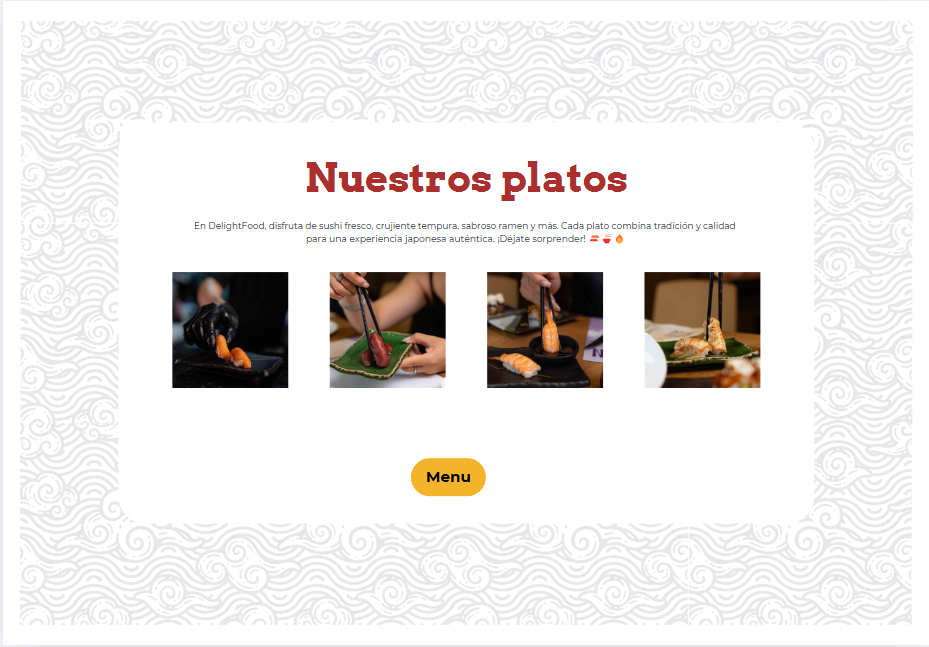 Nuestros platos
En DelightFood, disfruta de sushi fresco, crujiente tempura, sabroso ramen y más. Cada plato combina tradición y calidad
para una experiencia japonesa auténtica. ¡Déjate sorprender! 🥓🍜🔥
Menu